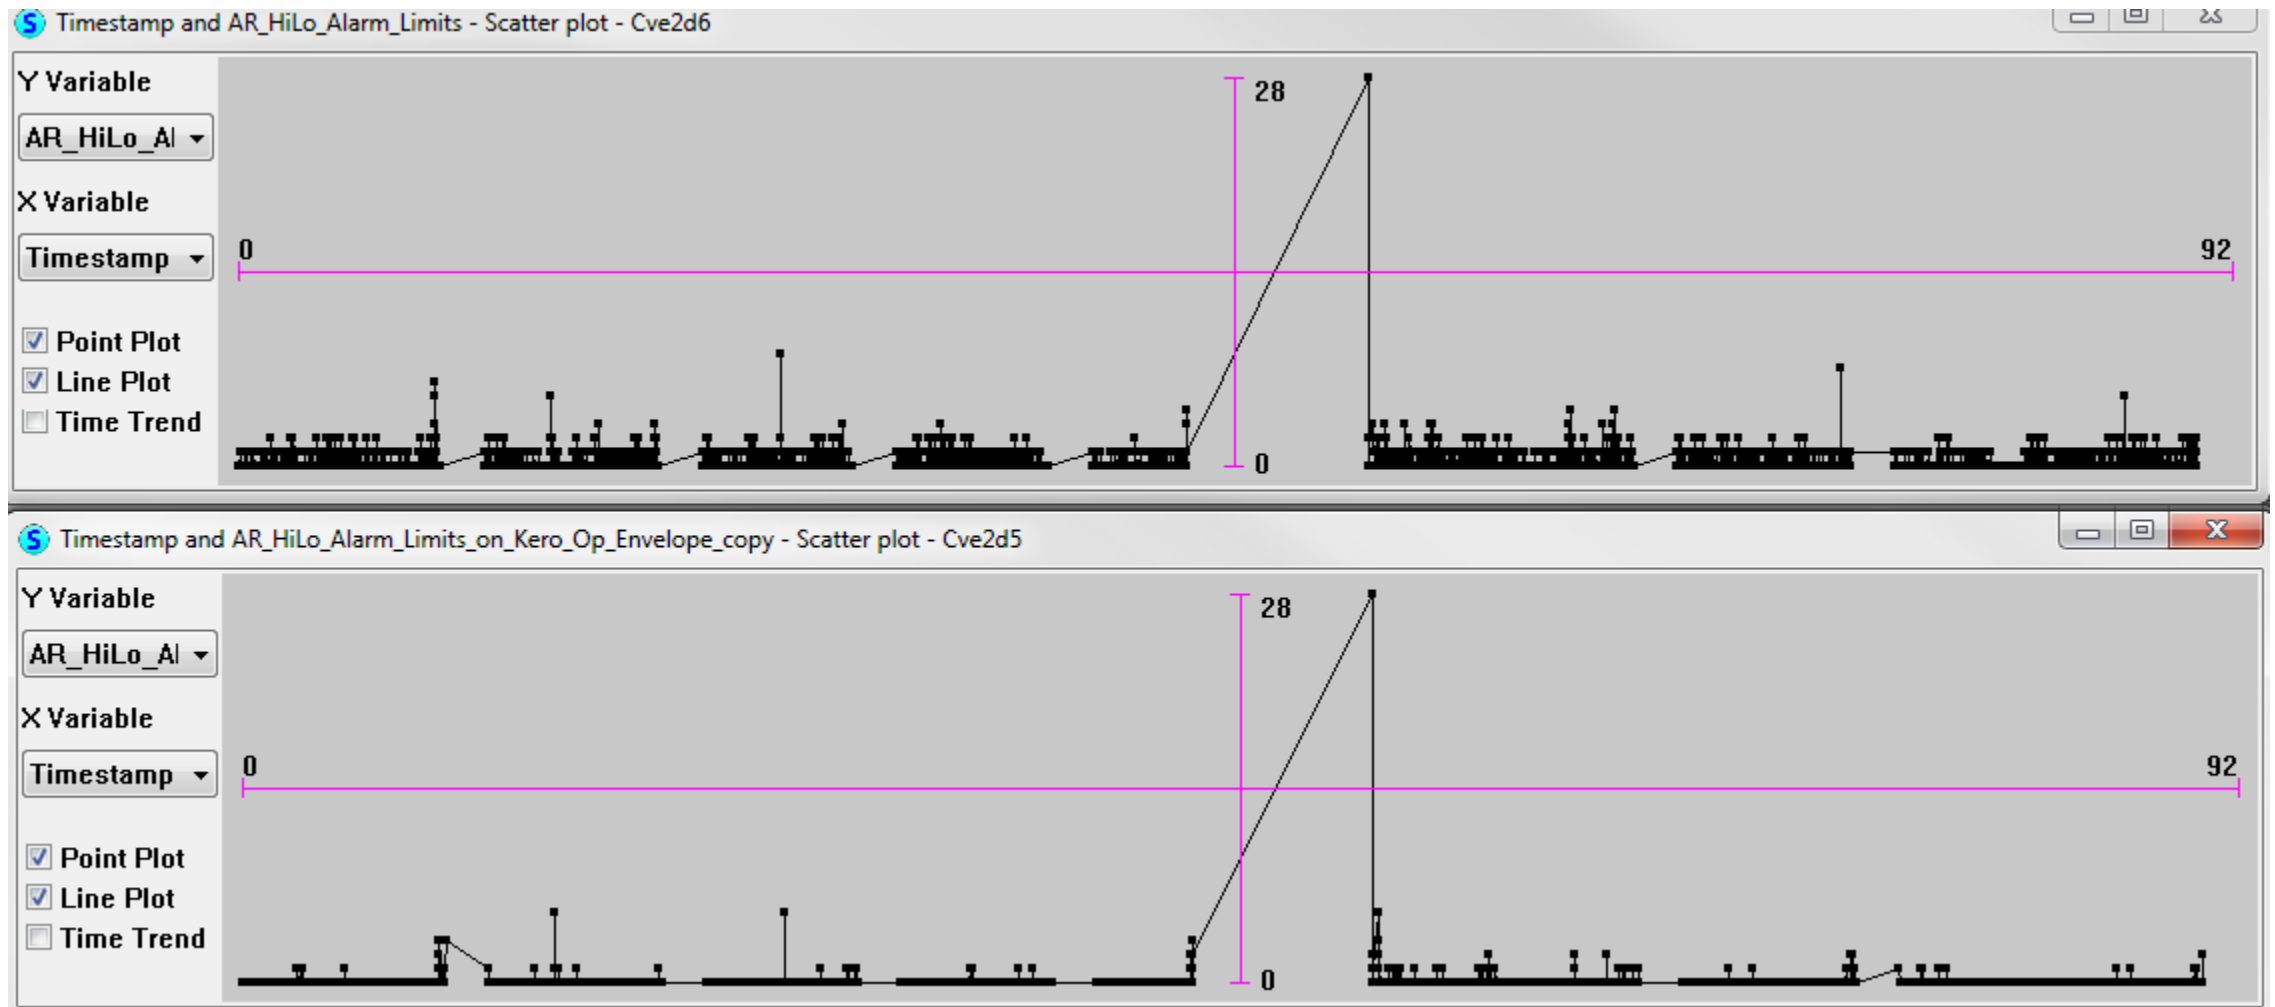 S Timestamp and AR_HiLo_Alarm_Limits - Scatter plot - Cve2d6
Y Variable
28
AR_HiLo_Al
X Variable
0
92
Timestamp
Point Plot
Line Plot
Time Trend
0
S Timestamp and AR_HiLo_Alarm_Limits_on_Kero_Op_Envelope_copy - Scatter plot - Cve2d5
Y Variable
28
AR_HiLo_Al
X Variable
0
92
Timestamp
Point Plot
Line Plot
Time Trend
0